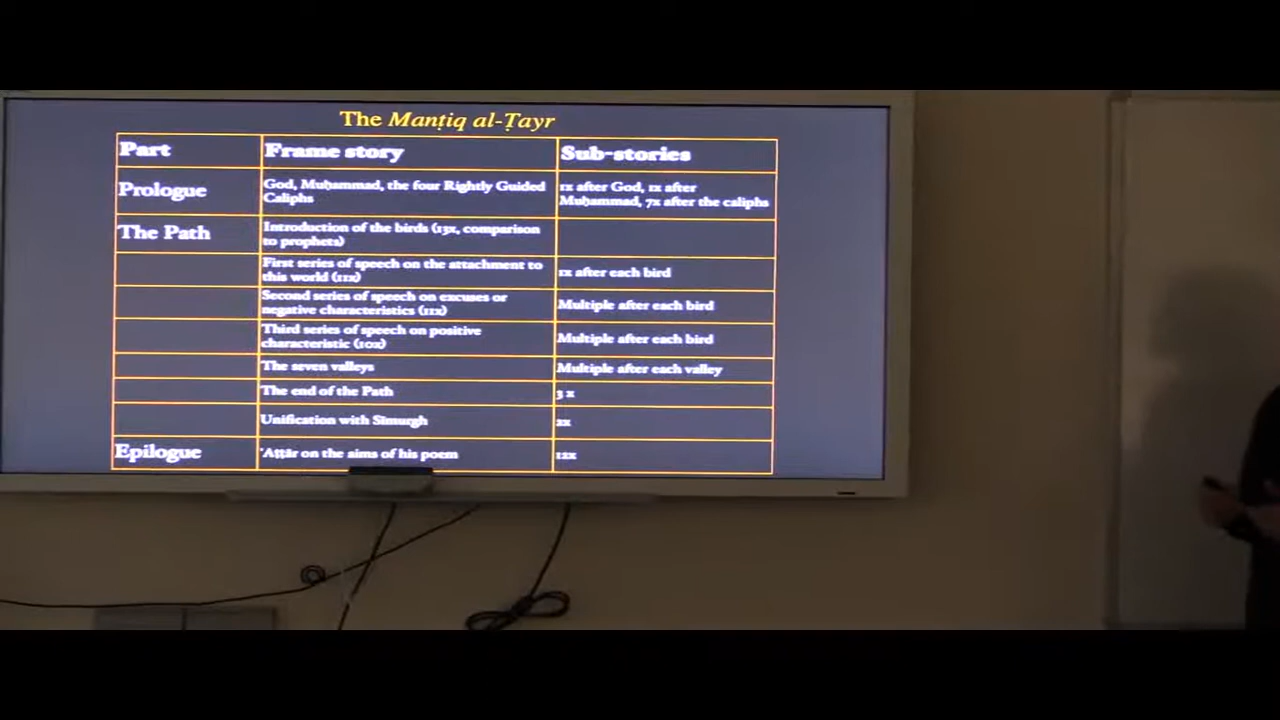 The Manṭiq al-Ṭayr
Part Frame story Sub-stories
Prologue God, Muḥammad, the four Rightly Guided Caliphs 1x after God, 1x after Muḥammad, 7x after the caliphs
The Path Introduction of the birds (13x, comparison to prophets)
First series of speech on the attachment to this world (11x) 1x after each bird
Second series of speech on excuses or negative characteristics (11x) Multiple after each bird
Third series of speech on positive characteristic (10x) Multiple after each bird
The seven valleys Multiple after each valley
The end of the Path 3 x
Unification with Sīmurgh 2x
Epilogue ʿAṭṭār on the aims of his poem 12x